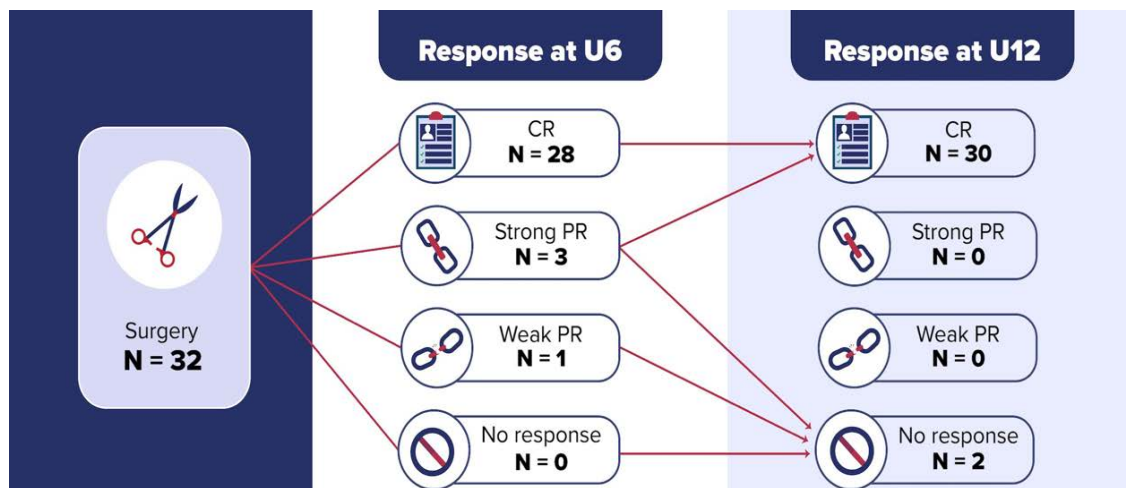 Response at U6
Response at U12
Surgery
N = 32
CR
N = 28
Strong PR
N = 3
Weak PR
N = 1
No response
N = 0
CR
N = 30
Strong PR
N = 0
Weak PR
N = 0
No response
N = 2